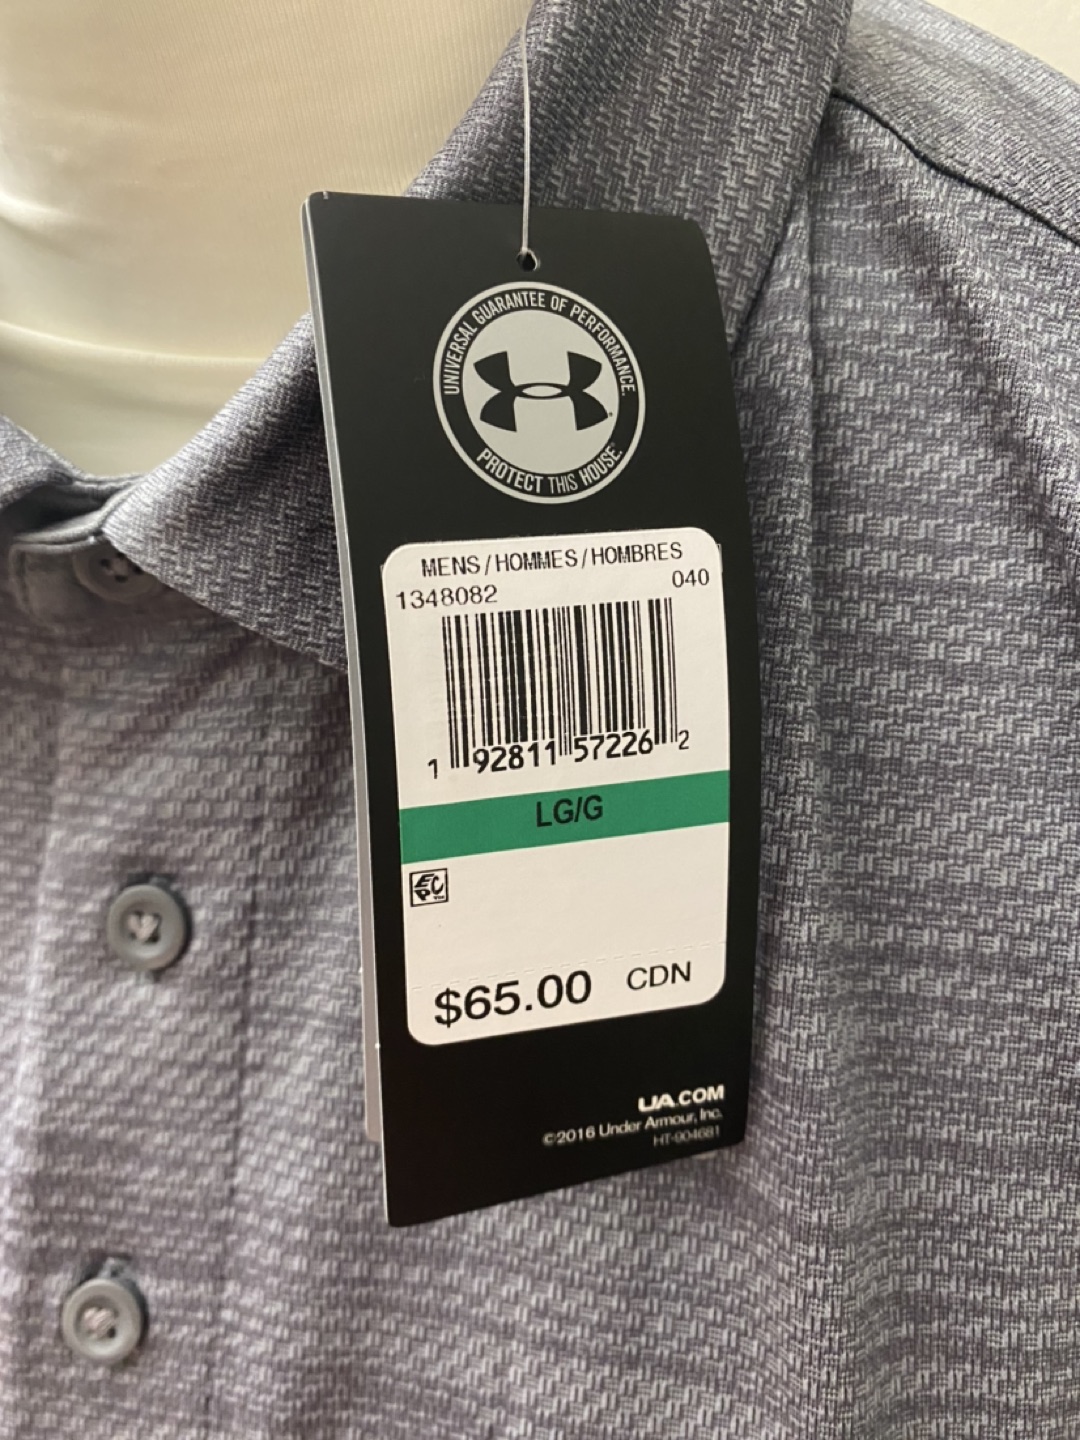 UNIVERSAL GUARANTEE OF PERFORMANCE.
PROTECT THIS HOUSE.
MENS/HOMMES/HOMBRES
1348082 040
1 92811 57226 2
LG/G
EPC
$65.00 CDN
UA.COM
©2016 Under Armour, Inc.
HT-904681